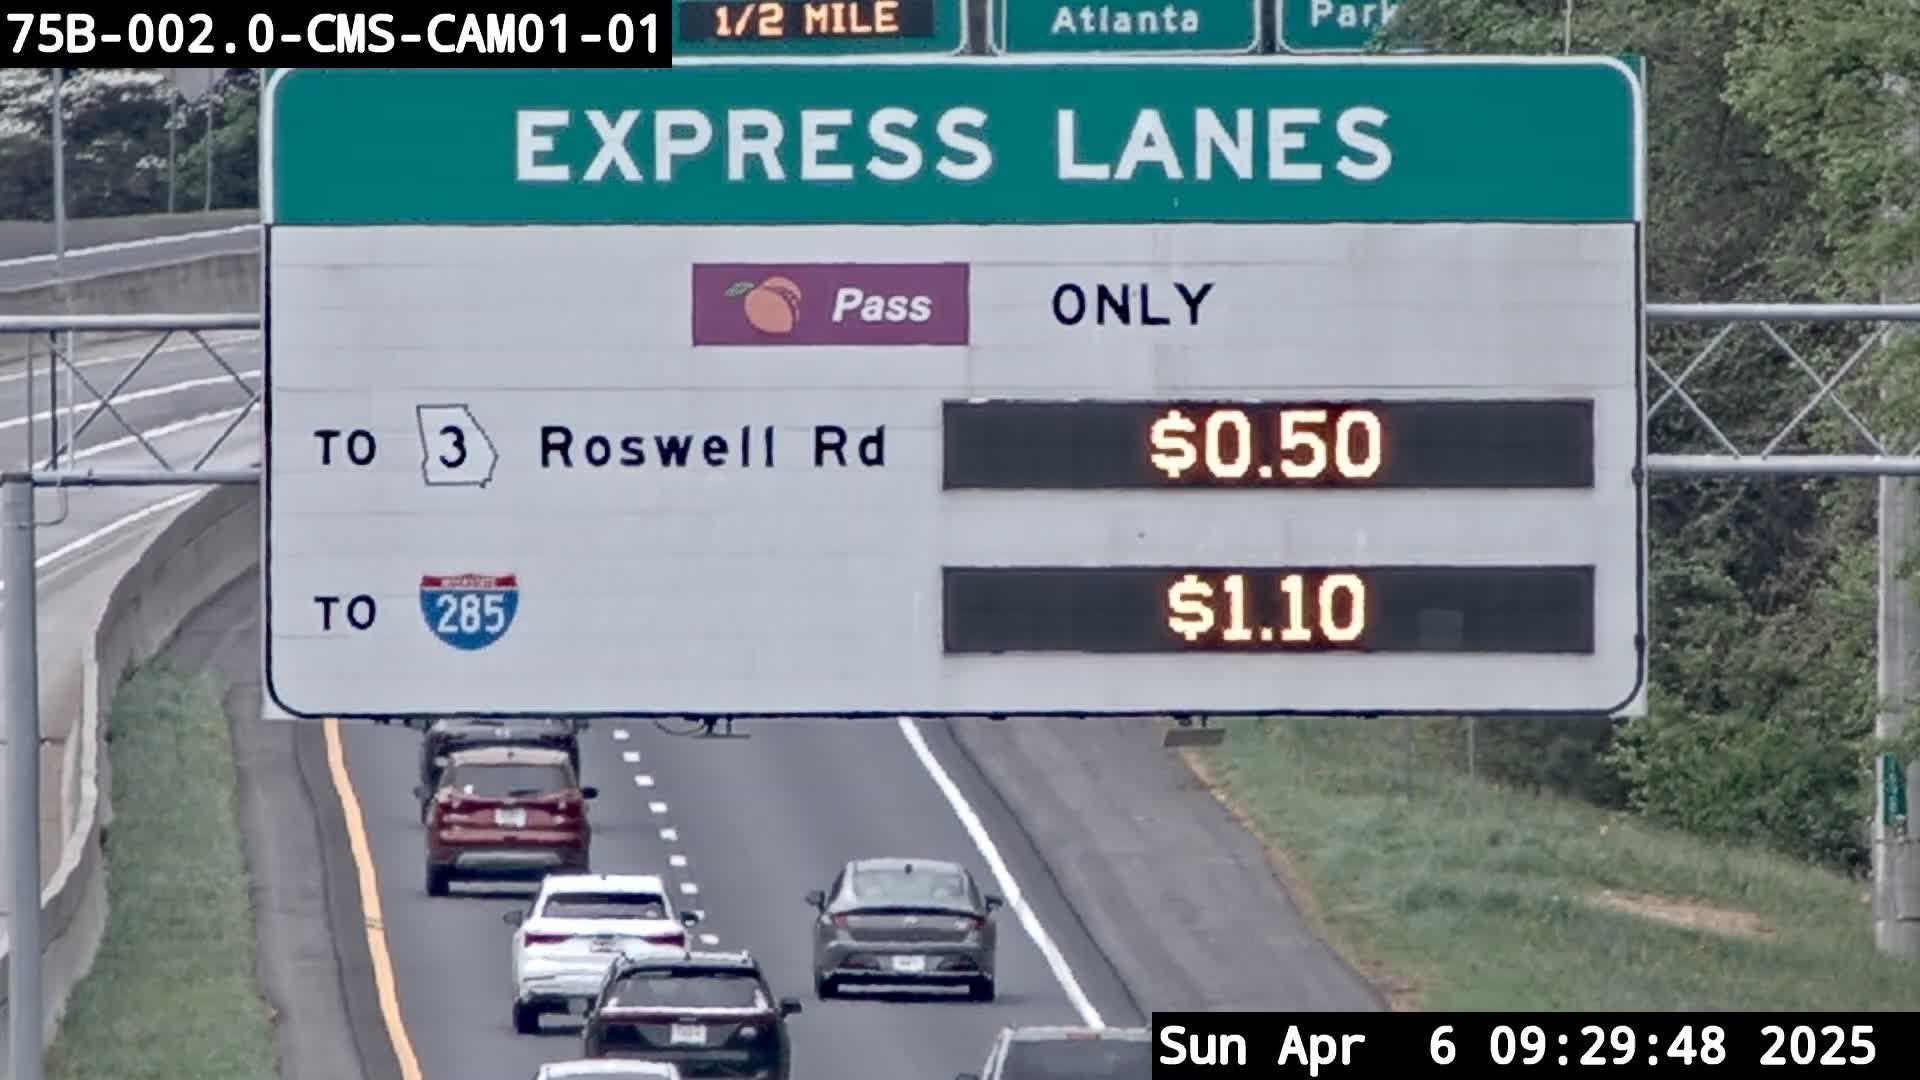 75B-002.0-CMS-CAM01-01
1/2 MILE
Atlanta
Park
EXPRESS LANES
Pass ONLY
TO 3 Roswell Rd $0.50
TO 285 $1.10
Sun Apr 6 09:29:48 2025